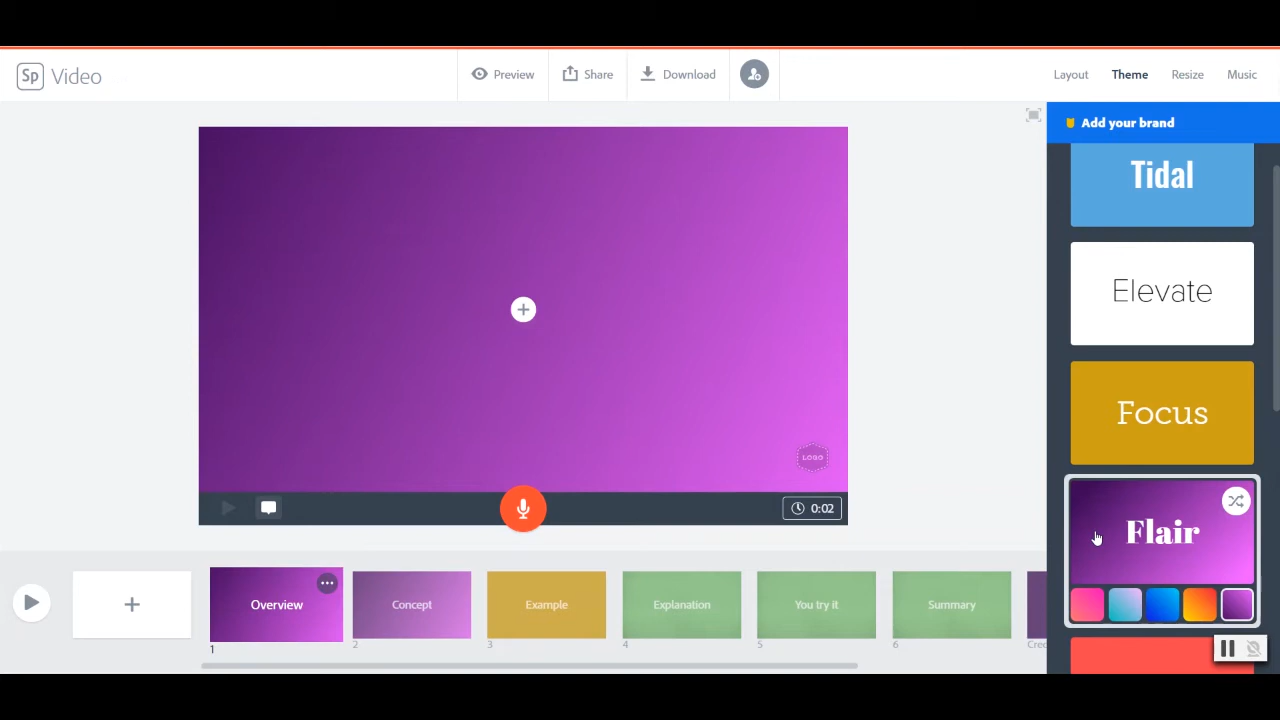 Sp Video
Preview
Share
Download
Layout
Theme
Resize
Music
Add your brand
Tidal
Elevate
Focus
Flair
LOGO
0:02
Overview
Concept
Example
Explanation
You try it
Summary
1
2
3
4
5
6
Cred